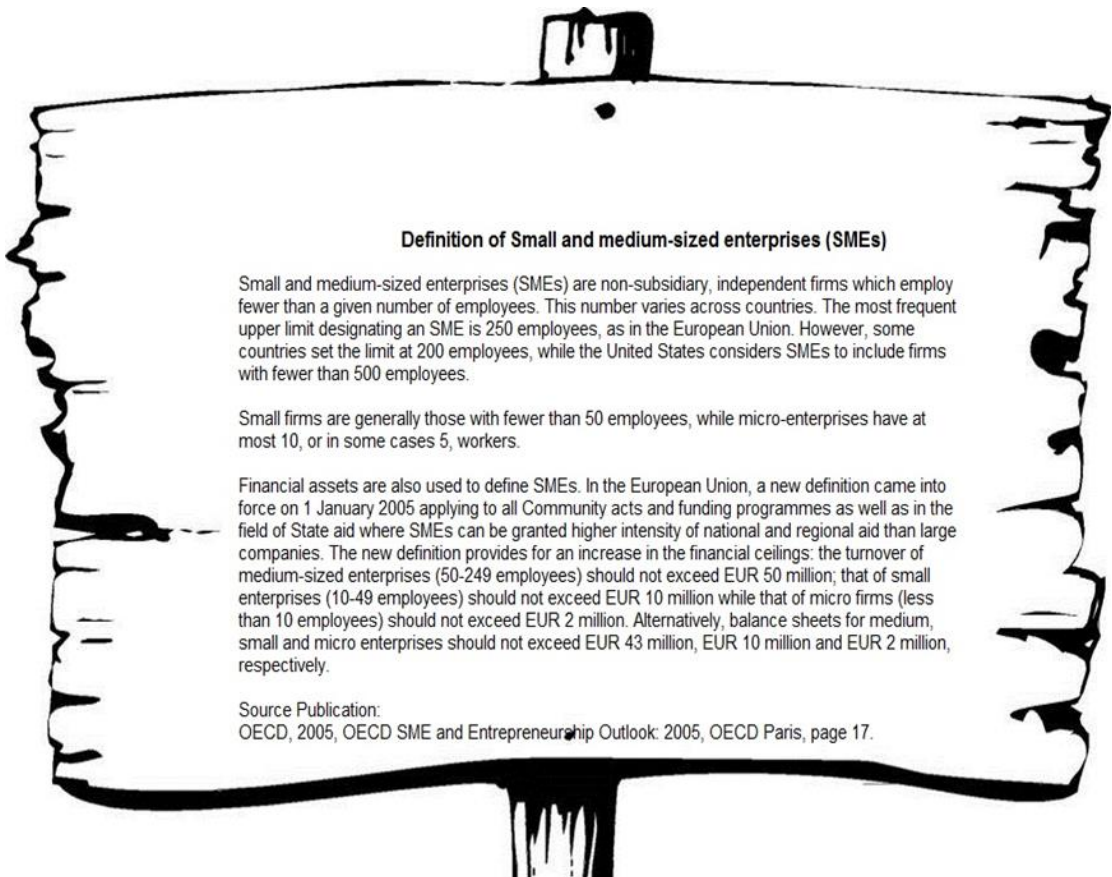 Definition of Small and medium-sized enterprises (SMEs)
Small and medium-sized enterprises (SMEs) are non-subsidiary, independent firms which employ
fewer than a given number of employees. This number varies across countries. The most frequent
upper limit designating an SME is 250 employees, as in the European Union. However, some
countries set the limit at 200 employees, while the United States considers SMEs to include firms
with fewer than 500 employees.
Small firms are generally those with fewer than 50 employees, while micro-enterprises have at
most 10, or in some cases 5, workers.
Financial assets are also used to define SMEs. In the European Union, a new definition came into
force on 1 January 2005 applying to all Community acts and funding programmes as well as in the
field of State aid where SMEs can be granted higher intensity of national and regional aid than large
companies. The new definition provides for an increase in the financial ceilings: the turnover of
medium-sized enterprises (50-249 employees) should not exceed EUR 50 million; that of small
enterprises (10-49 employees) should not exceed EUR 10 million while that of micro firms (less
than 10 employees) should not exceed EUR 2 million. Alternatively, balance sheets for medium,
small and micro enterprises should not exceed EUR 43 million, EUR 10 million and EUR 2 million,
respectively.
Source Publication:
OECD, 2005, OECD SME and Entrepreneurship Outlook: 2005, OECD Paris, page 17.